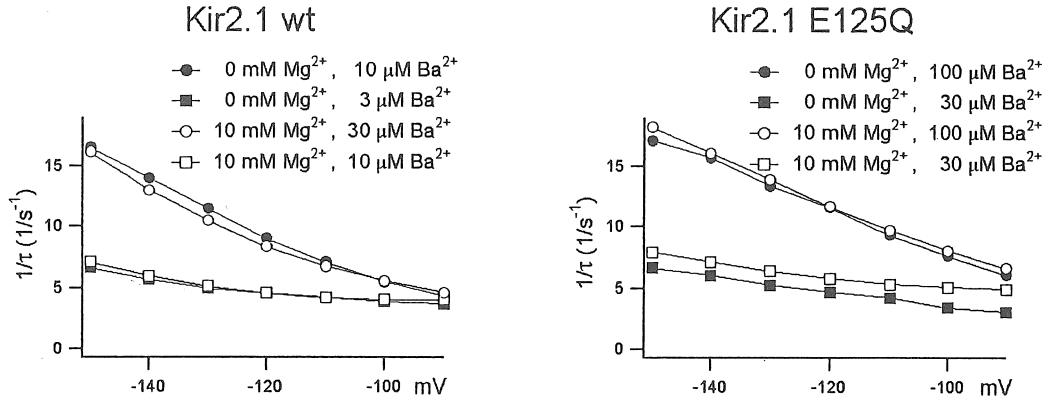 Kir2.1 wt
0 mM Mg²⁺, 10 μM Ba²⁺
0 mM Mg²⁺, 3 μM Ba²⁺
10 mM Mg²⁺, 30 μM Ba²⁺
10 mM Mg²⁺, 10 μM Ba²⁺
1/τ (1/s⁻¹)
15
10
5
0
-140
-120
-100
mV
Kir2.1 E125Q
0 mM Mg²⁺, 100 μM Ba²⁺
0 mM Mg²⁺, 30 μM Ba²⁺
10 mM Mg²⁺, 100 μM Ba²⁺
10 mM Mg²⁺, 30 μM Ba²⁺
1/τ (1/s⁻¹)
15
10
5
0
-140
-120
-100
mV